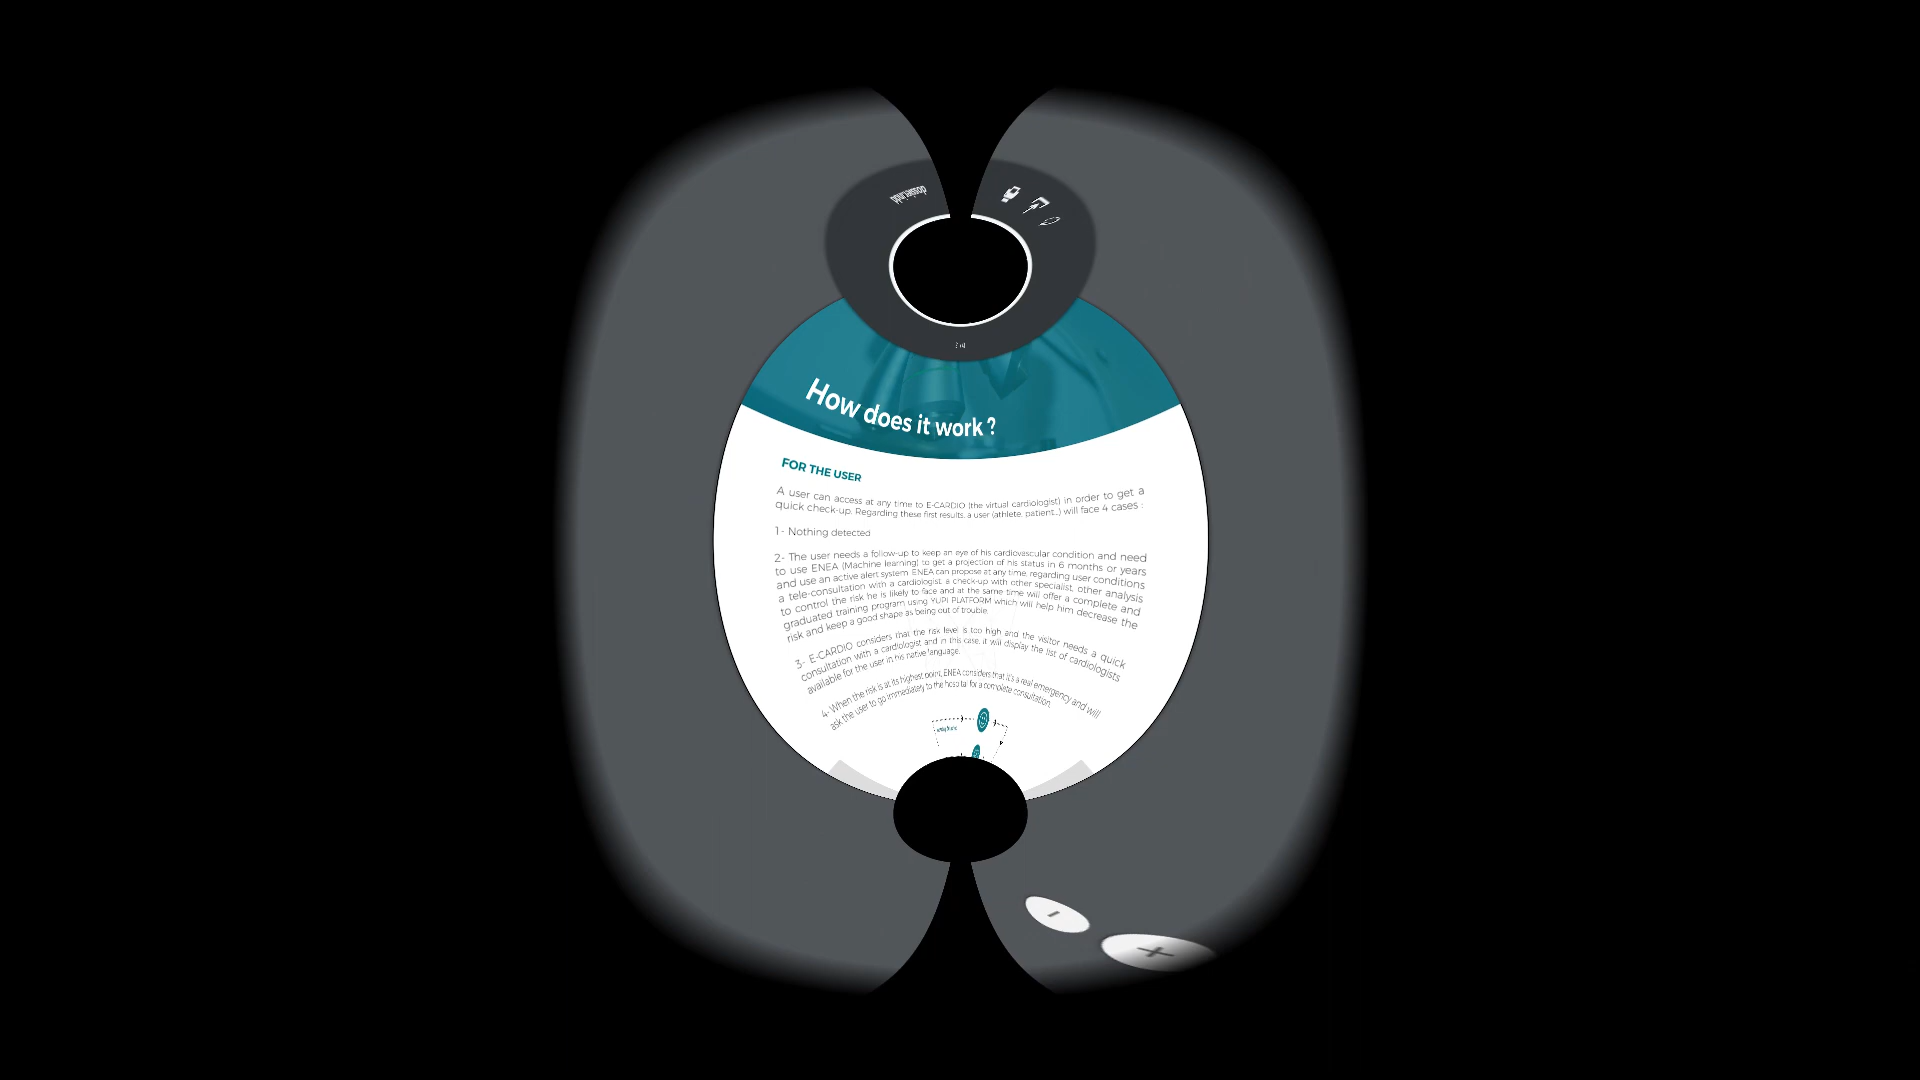 How does it work ?
FOR THE USER
A user can access at any time to E-CARDIO (the virtual cardiologist) in order to get a
quick check-up. Regarding these first results, a user (athlete, patient...) will face 4 cases :
1- Nothing detected
2- The user needs a follow-up to keep an eye of his cardiovascular condition and need
to use ENEA (Machine learning) to get a projection of his status in 6 months or years
and use an active alert system. ENEA can propose at any time, regarding user conditions
a tele-consultation with a cardiologist, a check-up with other specialist, other analysis
to control the risk he is likely to face and at the same time will offer a complete and
graduated training program using YUPI PLATFORM which will help him decrease the
risk and keep a good shape as being out of trouble.
3- E-CARDIO considers that the risk level is too high and the visitor needs a quick
consultation with a cardiologist and in this case, it will display the list of cardiologists
available for the user in his native language.
4- When the risk is at its highest point, ENEA considers that it's a real emergency and will
ask the user to go immediately to the hospital for a complete consultation.
-
+